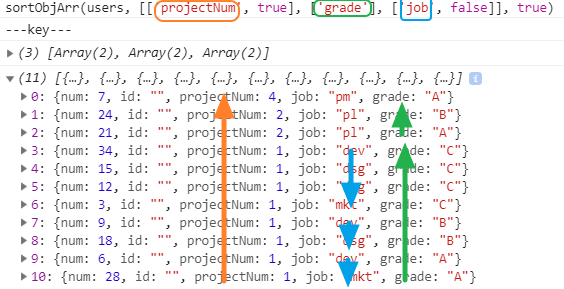 sortObjArr(users, [['projectNum', true], ['grade'], ['job', false]], true)
---key---
(3) [Array(2), Array(2), Array(2)]
(11) [{…}, {…}, {…}, {…}, {…}, {…}, {…}, {…}, {…}, {…}, {…}]
0: {num: 7, id: "", projectNum: 4, job: "pm", grade: "A"}
1: {num: 24, id: "", projectNum: 2, job: "pl", grade: "B"}
2: {num: 21, id: "", projectNum: 2, job: "pl", grade: "A"}
3: {num: 34, id: "", projectNum: 1, job: "dev", grade: "C"}
4: {num: 15, id: "", projectNum: 1, job: "dsg", grade: "C"}
5: {num: 12, id: "", projectNum: 1, job: "dsg", grade: "C"}
6: {num: 3, id: "", projectNum: 1, job: "mkt", grade: "C"}
7: {num: 9, id: "", projectNum: 1, job: "dev", grade: "B"}
8: {num: 18, id: "", projectNum: 1, job: "dsg", grade: "B"}
9: {num: 6, id: "", projectNum: 1, job: "dev", grade: "A"}
10: {num: 28, id: "", projectNum: 1, job: "mkt", grade: "A"}